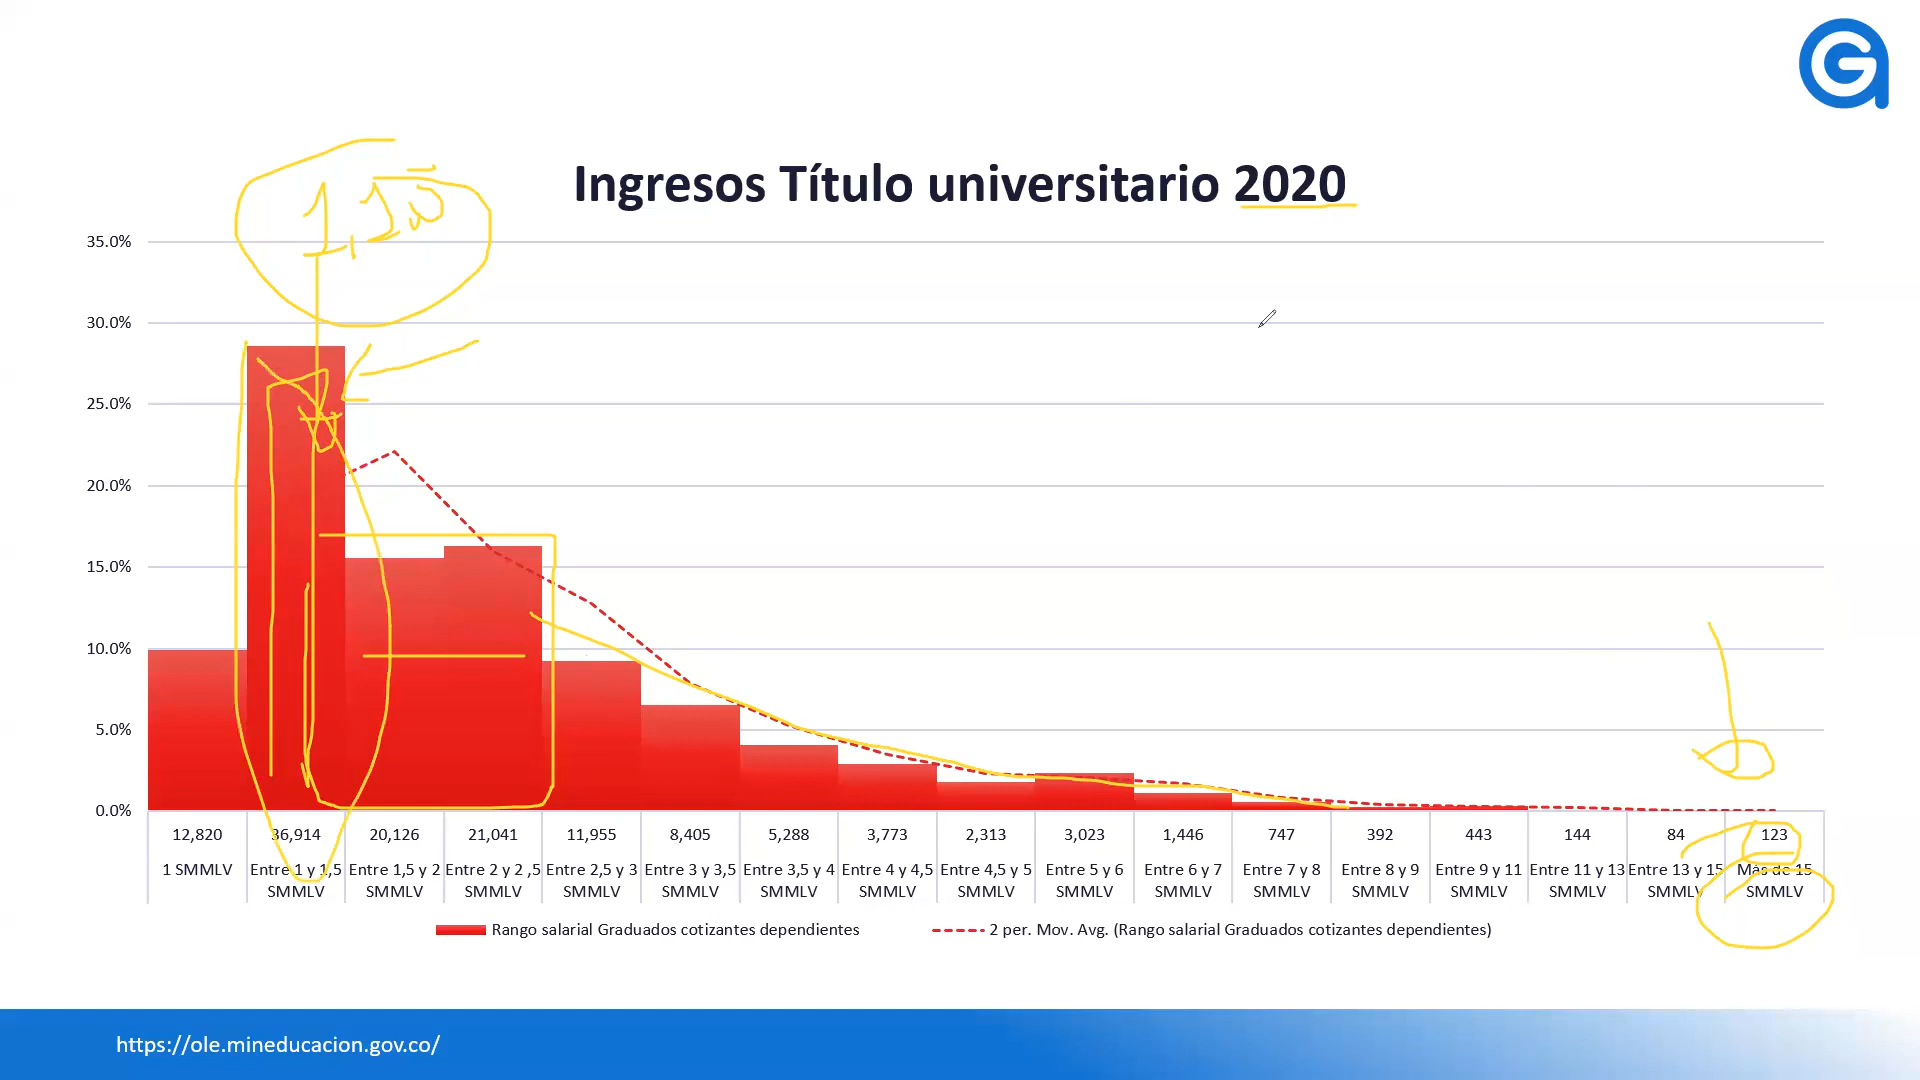 G
1,15
Ingresos Título universitario 2020
35.0%
30.0%
25.0%
20.0%
15.0%
10.0%
5.0%
0.0%
12,820 36,914 20,126 21,041 11,955 8,405 5,288 3,773 2,313 3,023 1,446 747 392 443 144 84 123
1 SMMLV Entre 1 y 1,5 SMMLV Entre 1,5 y 2 SMMLV Entre 2 y 2 ,5 SMMLV Entre 2,5 y 3 SMMLV Entre 3 y 3,5 SMMLV Entre 3,5 y 4 SMMLV Entre 4 y 4,5 SMMLV Entre 4,5 y 5 SMMLV Entre 5 y 6 SMMLV Entre 6 y 7 SMMLV Entre 7 y 8 SMMLV Entre 8 y 9 SMMLV Entre 9 y 11 SMMLV Entre 11 y 13 SMMLV Entre 13 y 15 SMMLV Más de 15 SMMLV
Rango salarial Graduados cotizantes dependientes 2 per. Mov. Avg. (Rango salarial Graduados cotizantes dependientes)
https://ole.mineducacion.gov.co/